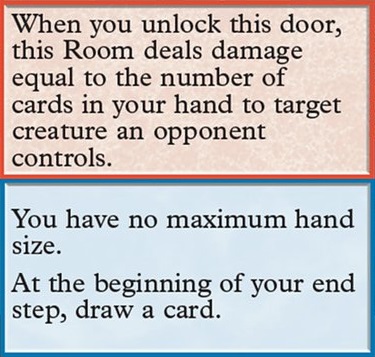 When you unlock this door,
this Room deals damage
equal to the number of
cards in your hand to target
creature an opponent
controls.
You have no maximum hand
size.
At the beginning of your end
step, draw a card.